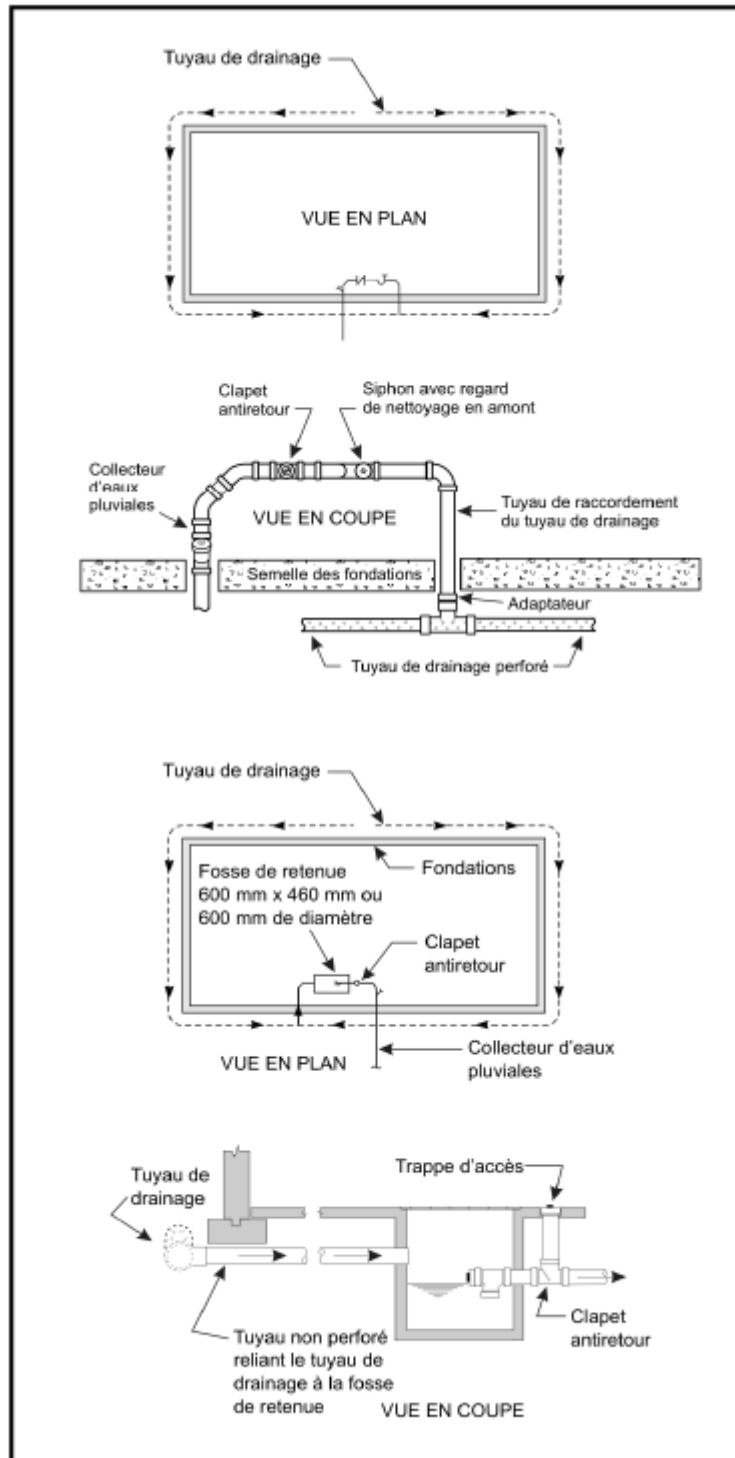 Tuyau de drainage
VUE EN PLAN
Clapet
antiretour
Siphon avec regard
de nettoyage en amont
Collecteur
d'eaux
pluviales
VUE EN COUPE
Tuyau de raccordement
du tuyau de drainage
Semelle des fondations
Adaptateur
Tuyau de drainage perforé
Tuyau de drainage
Fosse de retenue
600 mm x 460 mm ou
600 mm de diamètre
Fondations
Clapet
antiretour
VUE EN PLAN
Collecteur d'eaux
pluviales
Tuyau de
drainage
Trappe d'accès
Tuyau non perforé
reliant le tuyau de
drainage à la fosse
de retenue
Clapet
antiretour
VUE EN COUPE